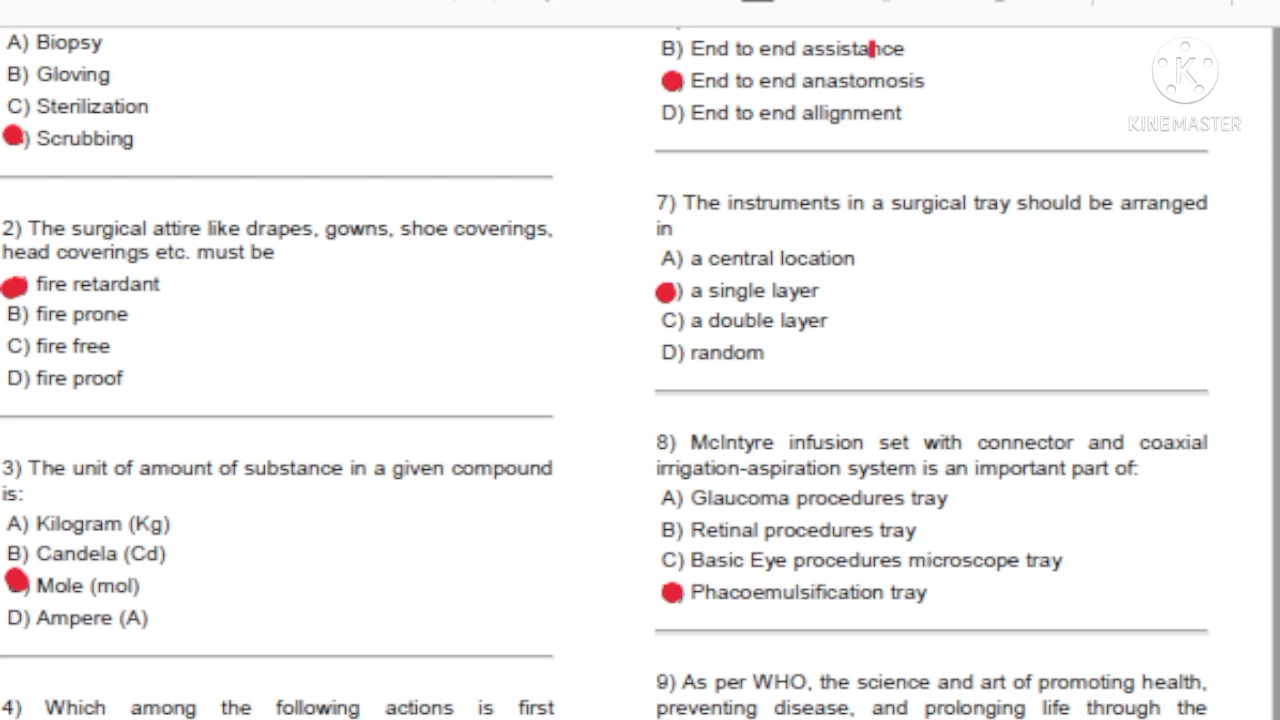 A) Biopsy
B) Gloving
C) Sterilization
) Scrubbing
2) The surgical attire like drapes, gowns, shoe coverings,
head coverings etc. must be
fire retardant
B) fire prone
C) fire free
D) fire proof
3) The unit of amount of substance in a given compound
is:
A) Kilogram (Kg)
B) Candela (Cd)
) Mole (mol)
D) Ampere (A)
4) Which among the following actions is first
B) End to end assistance
End to end anastomosis
D) End to end allignment
7) The instruments in a surgical tray should be arranged
in
A) a central location
) a single layer
C) a double layer
D) random
8) McIntyre infusion set with connector and coaxial
irrigation-aspiration system is an important part of:
A) Glaucoma procedures tray
B) Retinal procedures tray
C) Basic Eye procedures microscope tray
Phacoemulsification tray
9) As per WHO, the science and art of promoting health,
preventing disease, and prolonging life through the
K
KINEMASTER